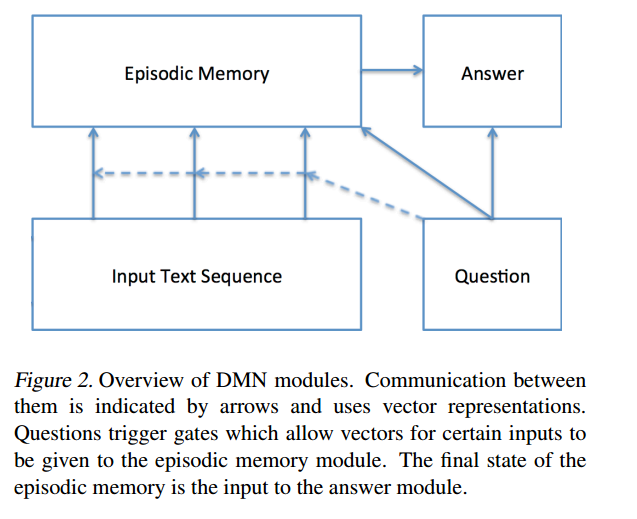 Episodic Memory
Answer
Input Text Sequence
Question
Figure 2. Overview of DMN modules. Communication between
them is indicated by arrows and uses vector representations.
Questions trigger gates which allow vectors for certain inputs to
be given to the episodic memory module. The final state of the
episodic memory is the input to the answer module.